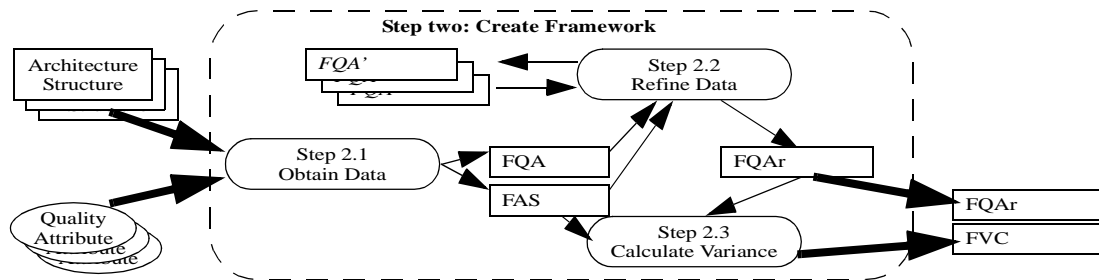 Step two: Create Framework
Architecture
Structure
FQA'
Step 2.2
Refine Data
Step 2.1
Obtain Data
FQA
FQAr
FAS
FQAr
Quality
Attribute
Step 2.3
Calculate Variance
FVC